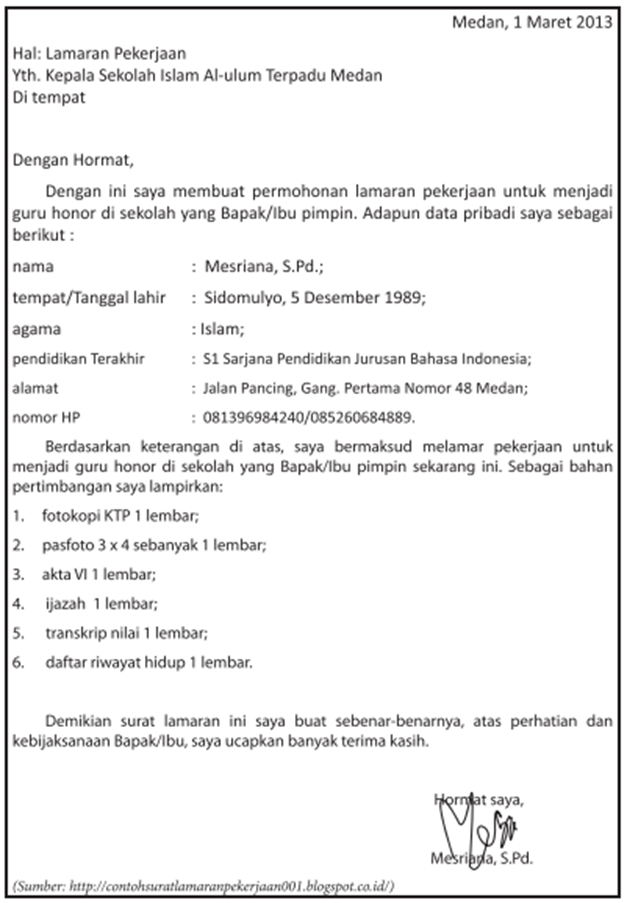 Medan, 1 Maret 2013
Hal: Lamaran Pekerjaan
Yth. Kepala Sekolah Islam Al-ulum Terpadu Medan
Di tempat
Dengan Hormat,
Dengan ini saya membuat permohonan lamaran pekerjaan untuk menjadi
guru honor di sekolah yang Bapak/Ibu pimpin. Adapun data pribadi saya sebagai
berikut :
nama : Mesriana, S.Pd.;
tempat/Tanggal lahir : Sidomulyo, 5 Desember 1989;
agama : Islam;
pendidikan Terakhir : S1 Sarjana Pendidikan Jurusan Bahasa Indonesia;
alamat : Jalan Pancing, Gang. Pertama Nomor 48 Medan;
nomor HP : 081396984240/085260684889.
Berdasarkan keterangan di atas, saya bermaksud melamar pekerjaan untuk
menjadi guru honor di sekolah yang Bapak/Ibu pimpin sekarang ini. Sebagai bahan
pertimbangan saya lampirkan:
1. fotokopi KTP 1 lembar;
2. pasfoto 3 x 4 sebanyak 1 lembar;
3. akta VI 1 lembar;
4. ijazah 1 lembar;
5. transkrip nilai 1 lembar;
6. daftar riwayat hidup 1 lembar.
Demikian surat lamaran ini saya buat sebenar-benarnya, atas perhatian dan
kebijaksanaan Bapak/Ibu, saya ucapkan banyak terima kasih.
Hormat saya,
Mesriana, S.Pd.
(Sumber: http://contohsuratlamaranpekerjaan001.blogspot.co.id/)